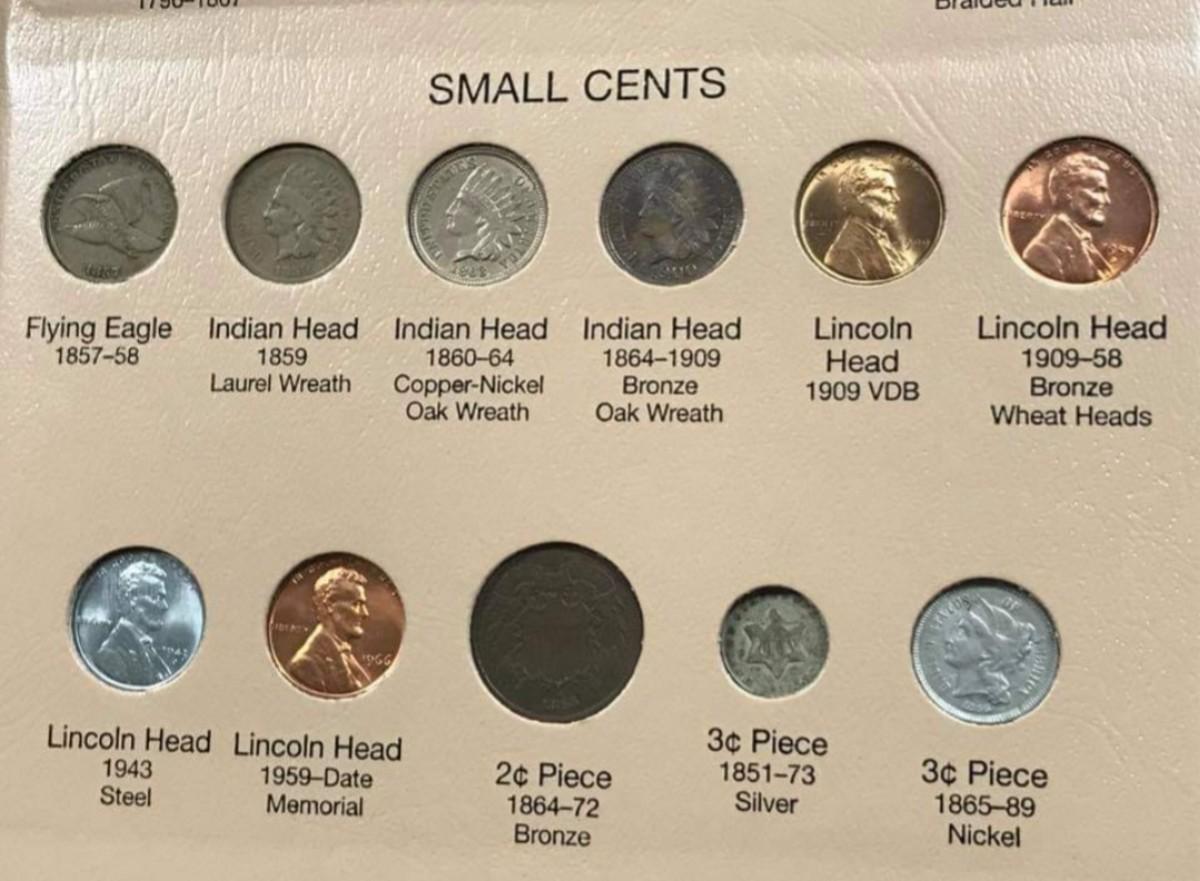 SMALL CENTS
Flying Eagle
1857–58
Indian Head
1859
Laurel Wreath
Indian Head
1860–64
Copper-Nickel
Oak Wreath
Indian Head
1864–1909
Bronze
Oak Wreath
Lincoln
Head
1909 VDB
Lincoln Head
1909–58
Bronze
Wheat Heads
Lincoln Head
1943
Steel
LIBERTY
1966
Lincoln Head
1959–Date
Memorial
2¢ Piece
1864–72
Bronze
3¢ Piece
1851–73
Silver
3¢ Piece
1865–89
Nickel